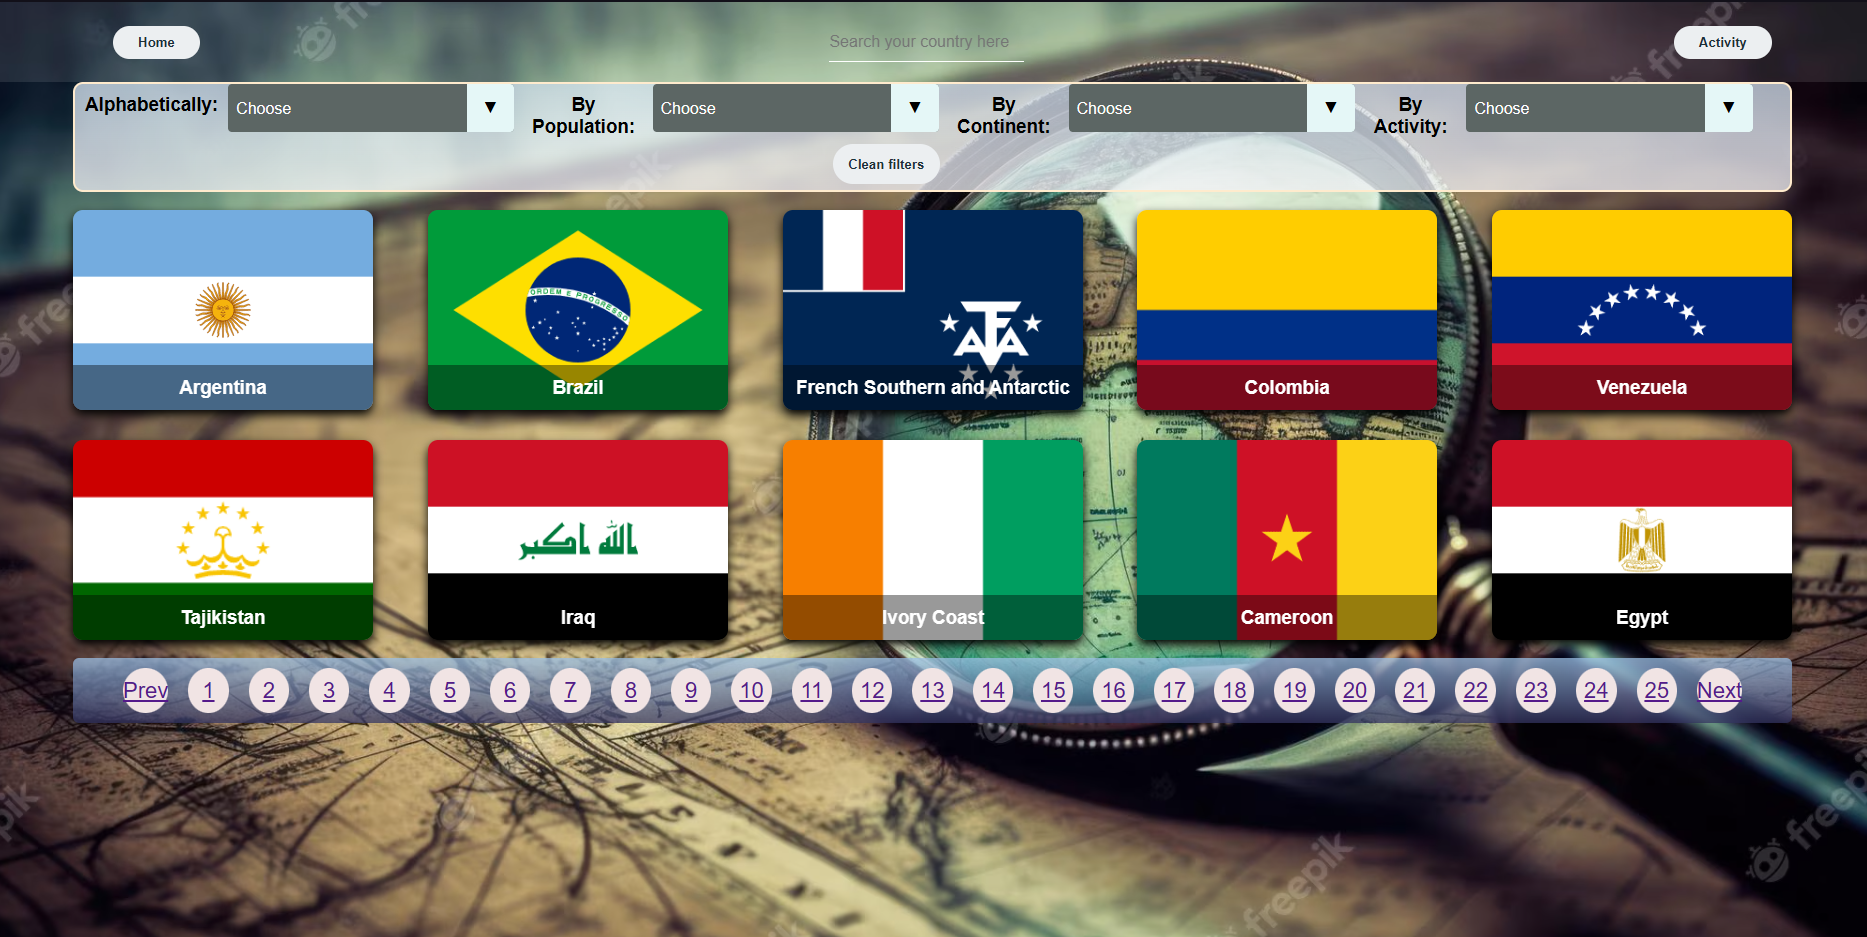 Home
Search your country here
Activity
Alphabetically:
Choose
▼
By
Population:
Choose
▼
By
Continent:
Choose
▼
By
Activity:
Choose
▼
Clean filters
Argentina
ORDEM E PROGRESSO
Brazil
TAAF
French Southern and Antarctic
Colombia
Venezuela
Tajikistan
الله اكبر
Iraq
Ivory Coast
Cameroon
Egypt
Prev 1 2 3 4 5 6 7 8 9 10 11 12 13 14 15 16 17 18 19 20 21 22 23 24 25 Next
freepik
freepik